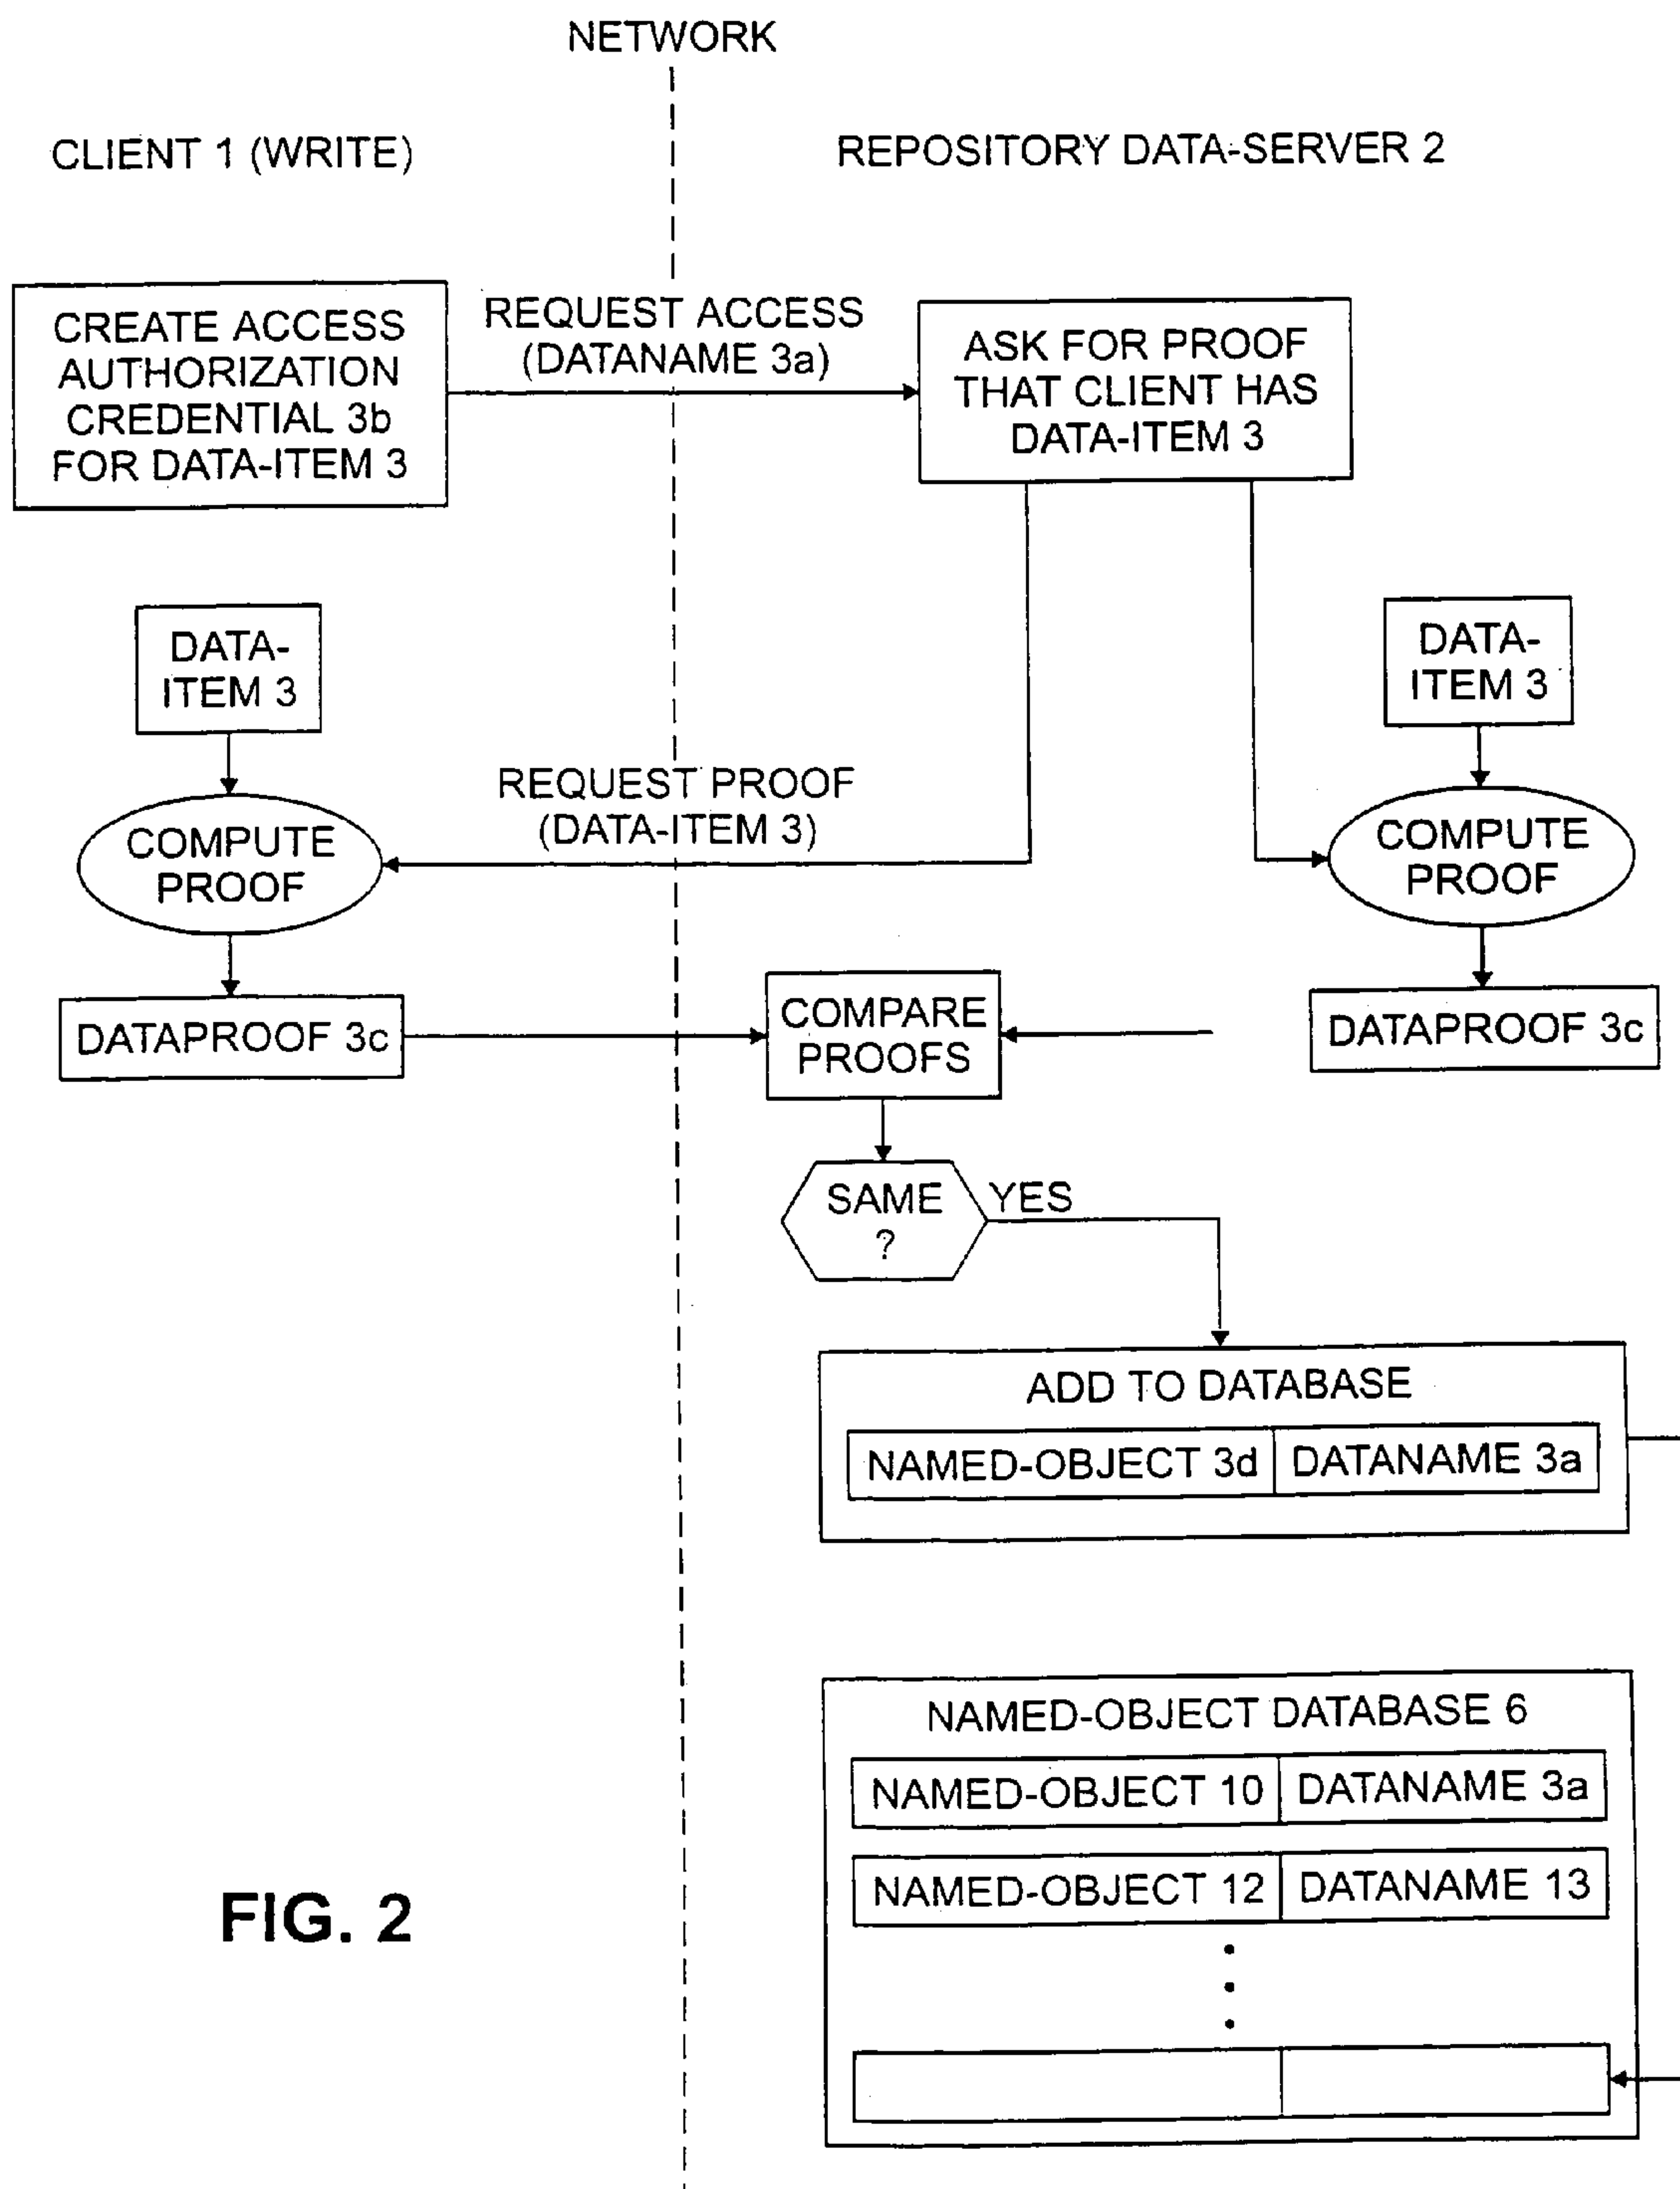 NETWORK
CLIENT 1 (WRITE)
REPOSITORY DATA-SERVER 2
CREATE ACCESS
AUTHORIZATION
CREDENTIAL 3b
FOR DATA-ITEM 3
REQUEST ACCESS
(DATANAME 3a)
ASK FOR PROOF
THAT CLIENT HAS
DATA-ITEM 3
DATA-
ITEM 3
DATA-
ITEM 3
REQUEST PROOF
(DATA-ITEM 3)
COMPUTE
PROOF
COMPUTE
PROOF
DATAPROOF 3c
COMPARE
PROOFS
DATAPROOF 3c
SAME
?
YES
ADD TO DATABASE
NAMED-OBJECT 3d DATANAME 3a
NAMED-OBJECT DATABASE 6
NAMED-OBJECT 10 DATANAME 3a
NAMED-OBJECT 12 DATANAME 13
FIG. 2